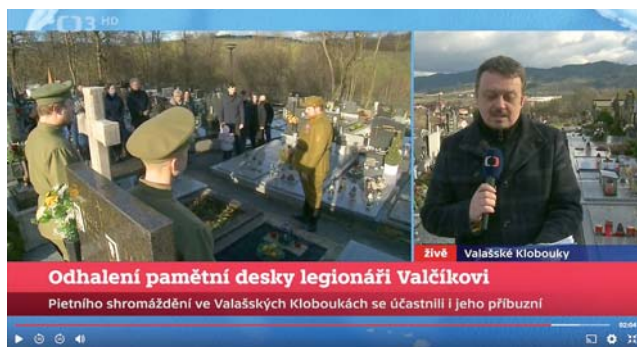 ČT3 HD
živě Valašské Klobouky
Odhalení pamětní desky legionáři Valčíkovi
Pietního shromáždění ve Valašských Kloboukách se účastnili i jeho příbuzní
02:04